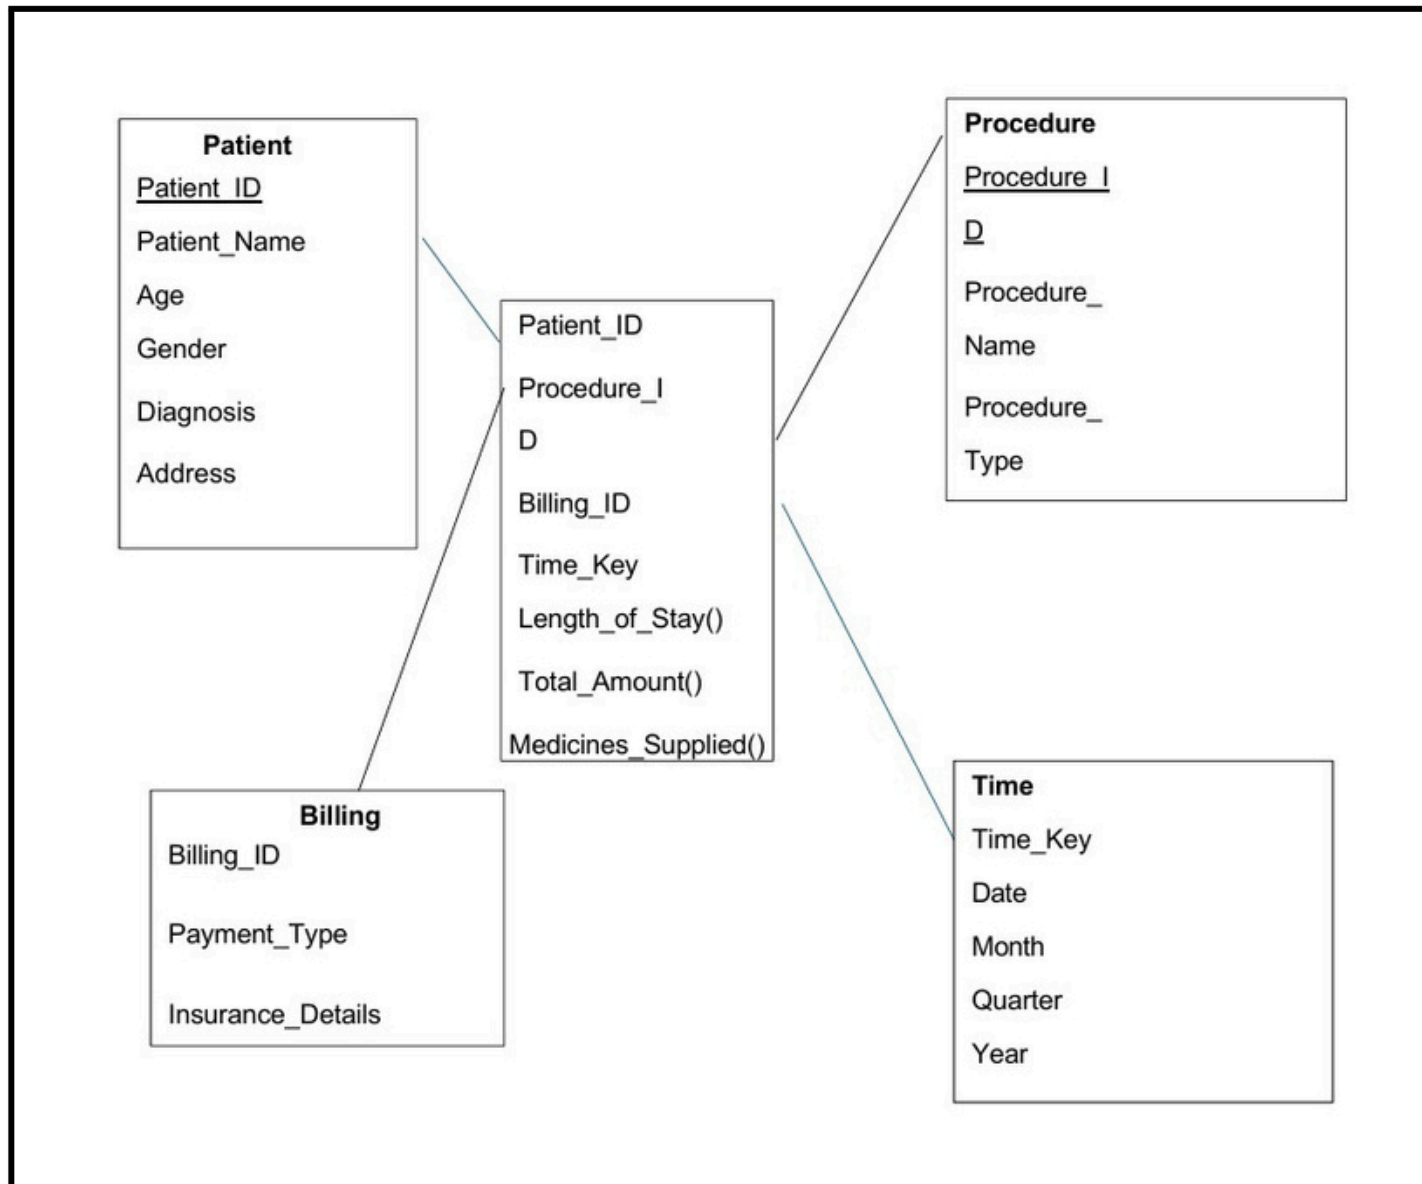 Patient
Patient_ID
Patient_Name
Age
Gender
Diagnosis
Address
Patient_ID
Procedure_I
D
Billing_ID
Time_Key
Length_of_Stay()
Total_Amount()
Medicines_Supplied()
Procedure
Procedure_I
D
Procedure_
Name
Procedure_
Type
Billing
Billing_ID
Payment_Type
Insurance_Details
Time
Time_Key
Date
Month
Quarter
Year